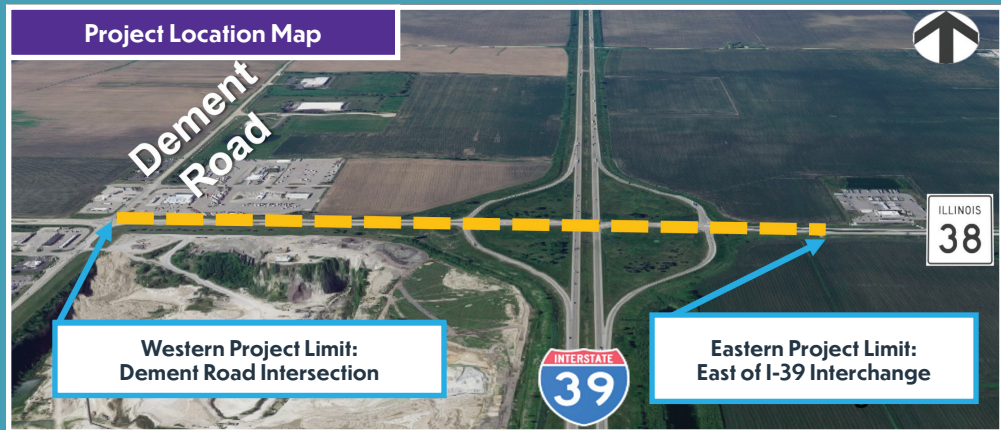 Project Location Map
Dement
Road
ILLINOIS
38
Western Project Limit:
Dement Road Intersection
INTERSTATE
39
Eastern Project Limit:
East of I-39 Interchange